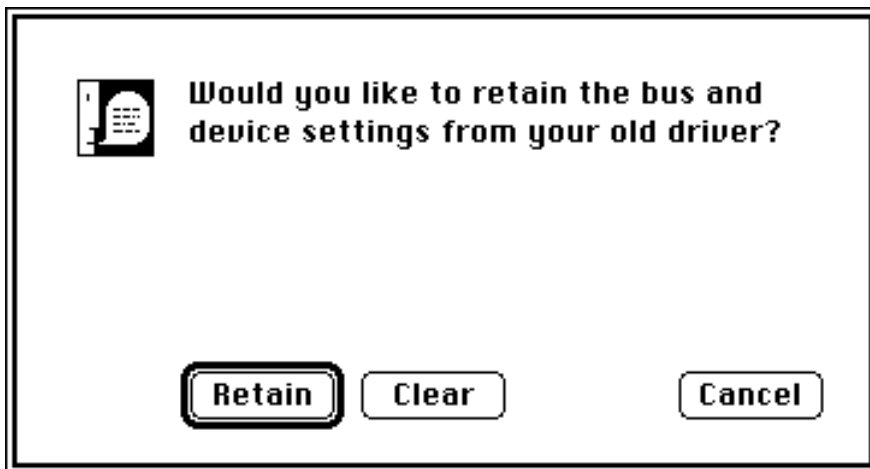 Would you like to retain the bus and
device settings from your old driver?
Retain Clear Cancel